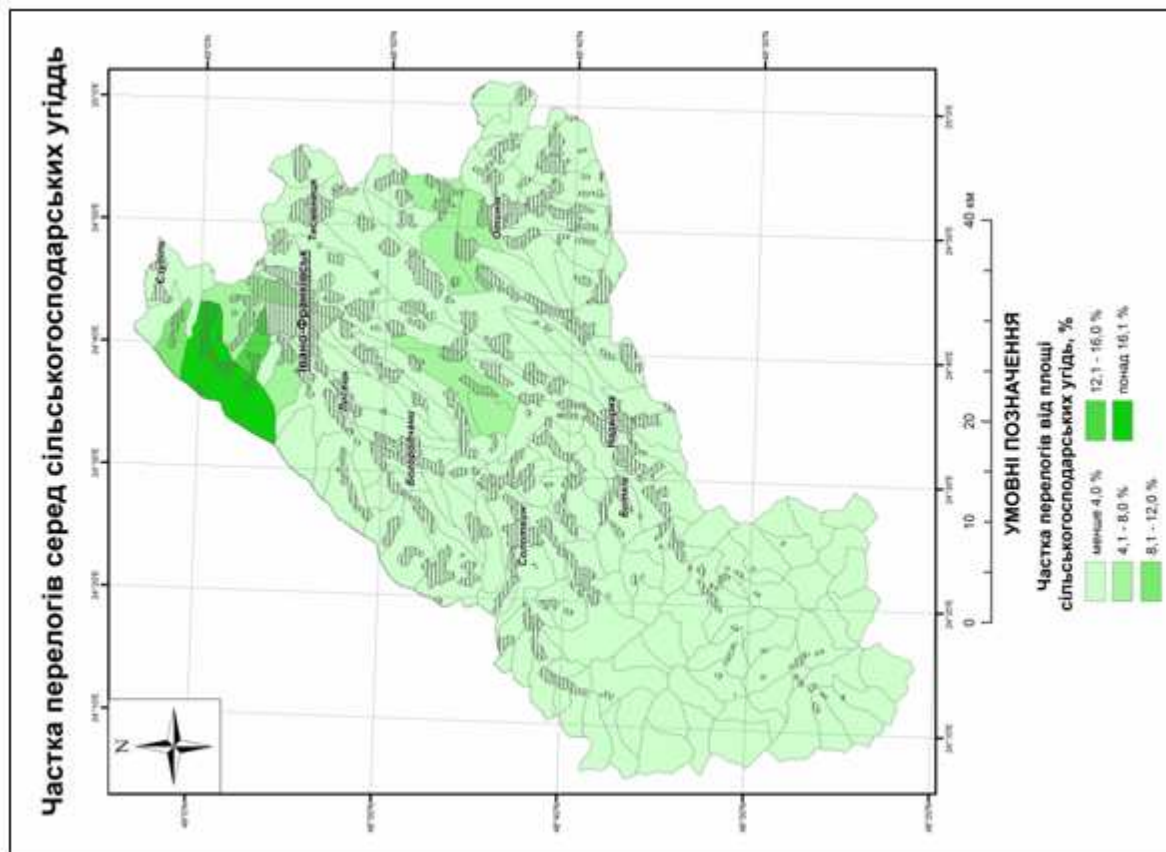 Частка перелогів серед сільськогосподарських угідь
N
Єзупіль
Тисмениця
Івано-Франківськ
Лисець
Богородчани
Отинія
Солотвин
Надвірна
Битків
0
10
20
40 км
УМОВНІ ПОЗНАЧЕННЯ
Частка перелогів від площі
сільськогосподарських угідь, %
менше 4,0 %
4,1 - 8,0 %
8,1 - 12,0 %
12,1 - 16,0 %
понад 16,1 %